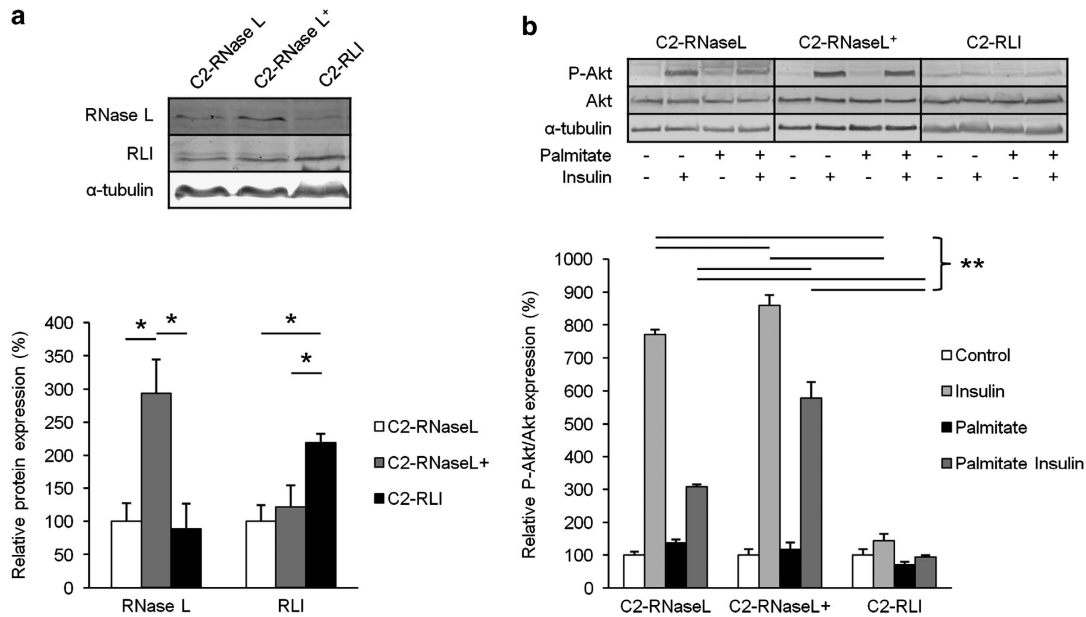 a
C2-RNase L
C2-RNase L+
C2-RLI
RNase L
RLI
α-tubulin
Relative protein expression (%)
400
350
300
250
200
150
100
50
0
* *
*
*
RNase L RLI
C2-RNaseL
C2-RNaseL+
C2-RLI
b
C2-RNaseL C2-RNaseL+ C2-RLI
P-Akt
Akt
α-tubulin
Palmitate - - + + - - + + - - + +
Insulin - + - + - + - + - + - +
Relative P-Akt/Akt expression (%)
1000
900
800
700
600
500
400
300
200
100
0
**
C2-RNaseL C2-RNaseL+ C2-RLI
Control
Insulin
Palmitate
Palmitate Insulin